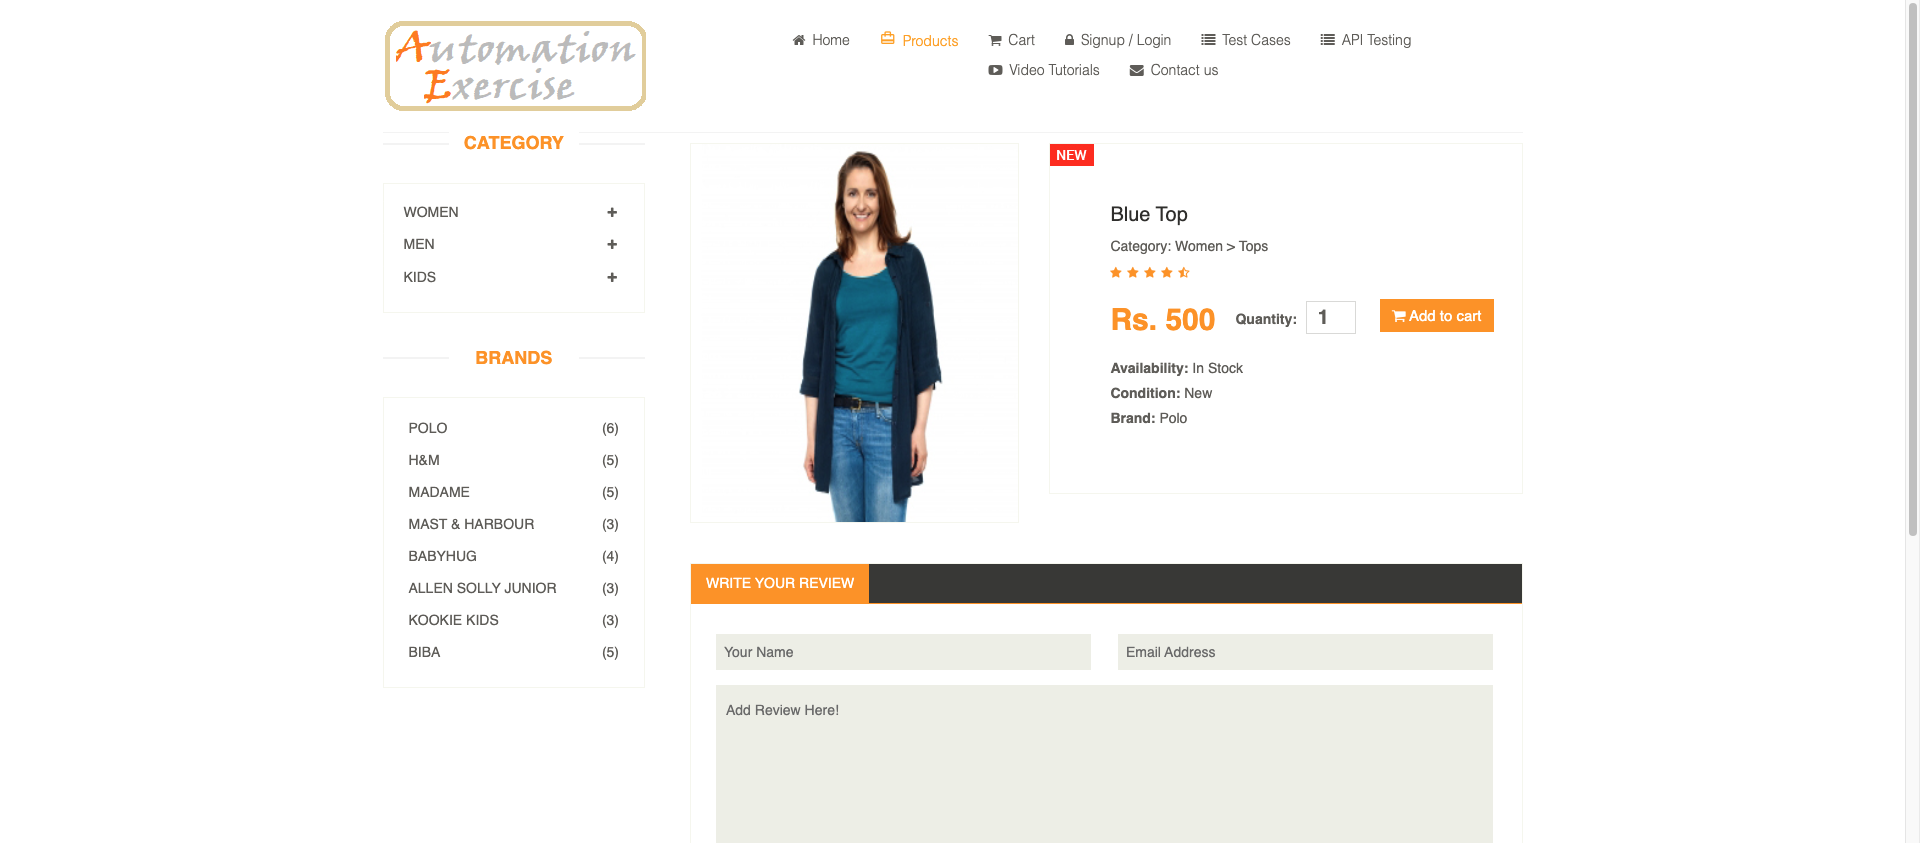 Automation
Exercise
Home
Products
Cart
Signup / Login
Test Cases
API Testing
Video Tutorials
Contact us
CATEGORY
WOMEN
MEN
KIDS
BRANDS
POLO (6)
H&M (5)
MADAME (5)
MAST & HARBOUR (3)
BABYHUG (4)
ALLEN SOLLY JUNIOR (3)
KOOKIE KIDS (3)
BIBA (5)
NEW
Blue Top
Category: Women > Tops
Rs. 500 Quantity: 1 Add to cart
Availability: In Stock
Condition: New
Brand: Polo
WRITE YOUR REVIEW
Your Name
Email Address
Add Review Here!